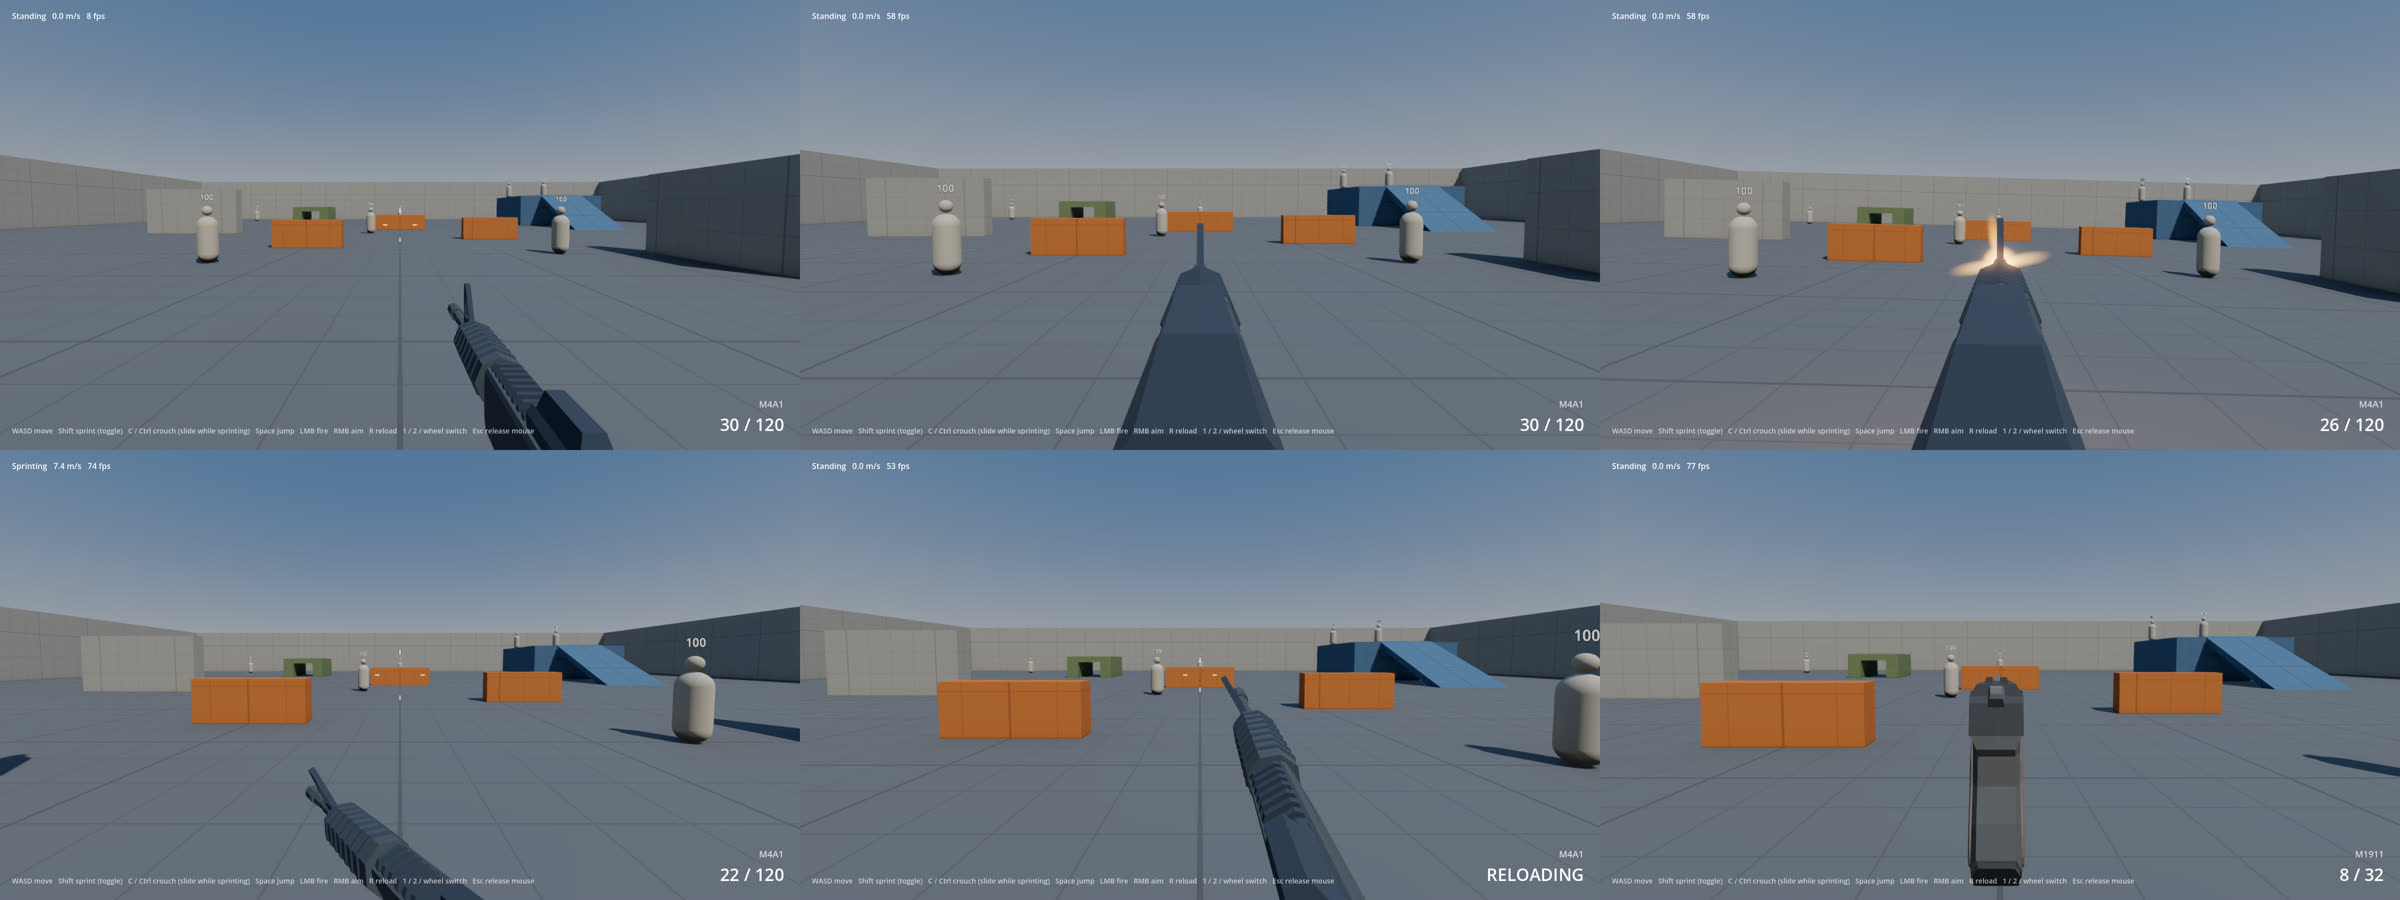 Standing 0.0 m/s 8 fps
100
100
M4A1
30 / 120
WASD move Shift sprint (toggle) C / Ctrl crouch (slide while sprinting) Space jump LMB fire RMB aim R reload 1 / 2 / wheel switch Esc release mouse
Standing 0.0 m/s 58 fps
100
100
M4A1
30 / 120
WASD move Shift sprint (toggle) C / Ctrl crouch (slide while sprinting) Space jump LMB fire RMB aim R reload 1 / 2 / wheel switch Esc release mouse
Standing 0.0 m/s 58 fps
100
100
M4A1
26 / 120
WASD move Shift sprint (toggle) C / Ctrl crouch (slide while sprinting) Space jump LMB fire RMB aim R reload 1 / 2 / wheel switch Esc release mouse
Sprinting 7.4 m/s 74 fps
100
M4A1
22 / 120
WASD move Shift sprint (toggle) C / Ctrl crouch (slide while sprinting) Space jump LMB fire RMB aim R reload 1 / 2 / wheel switch Esc release mouse
Standing 0.0 m/s 53 fps
100
M4A1
RELOADING
WASD move Shift sprint (toggle) C / Ctrl crouch (slide while sprinting) Space jump LMB fire RMB aim R reload 1 / 2 / wheel switch Esc release mouse
Standing 0.0 m/s 77 fps
100
M1911
8 / 32
WASD move Shift sprint (toggle) C / Ctrl crouch (slide while sprinting) Space jump LMB fire RMB aim R reload 1 / 2 / wheel switch Esc release mouse